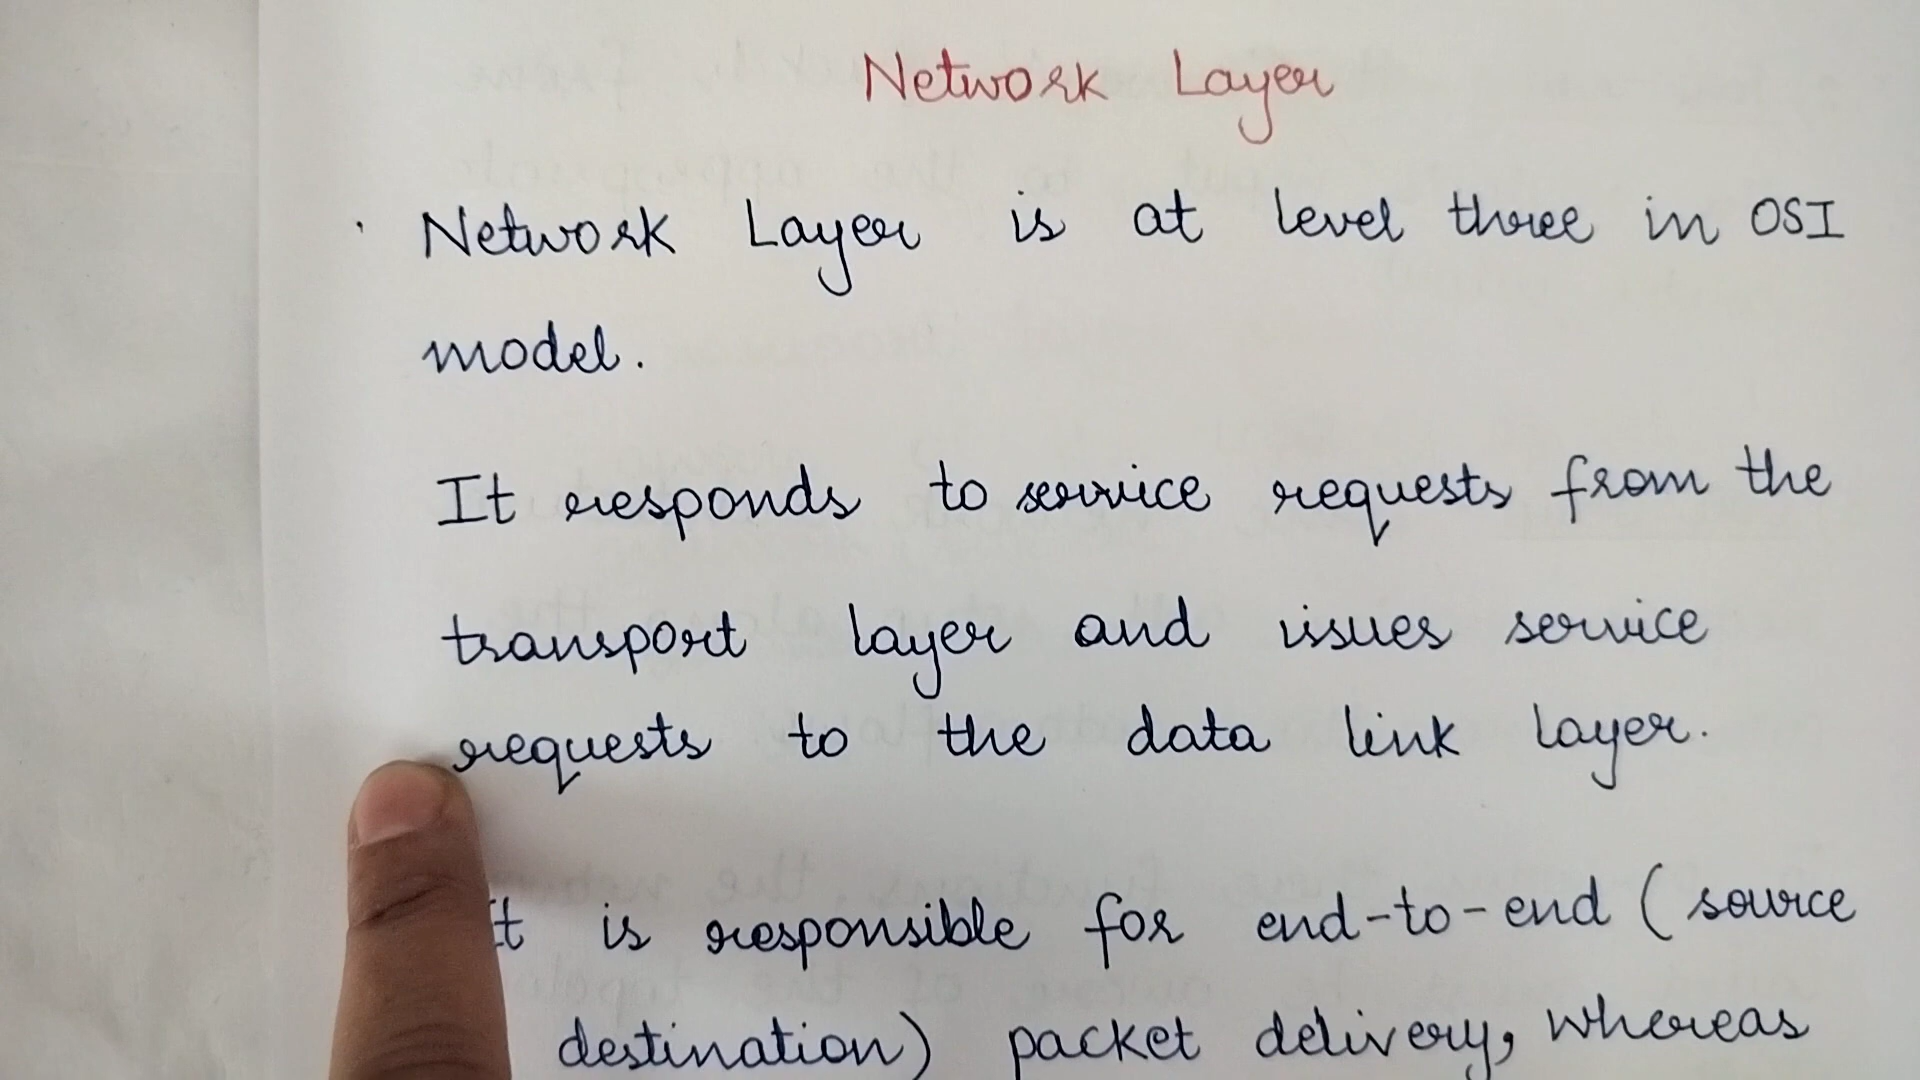 Network Layer
· Network Layer is at level three in OSI
model.
It responds to service requests from the
transport layer and issues service
requests to the data link layer.
It is responsible for end-to-end (source
destination) packet delivery, whereas